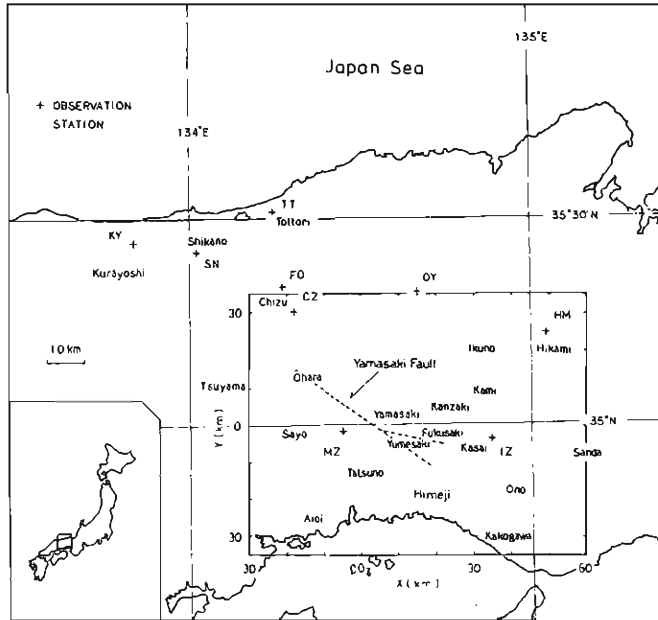 135°E
Japan Sea
+ OBSERVATION
STATION
134°E
TT
Tottori
35°30'N
KY
Shikano
SN
Kurayoshi
FO
OY
CZ
Chizu
30
HM
Hikami
10 km
Ikuno
Yamasaki Fault
Ohara
Tsuyama
Kami
Kanzaki
Yamasaki
35°N
Y (km)
0
Sayo
MZ
Fukusaki
Yumesaki
Kasai
IZ
Sanda
Tatsuno
Himeji
Ono
Aioi
30
Kakogawa
30
30
60
X (km)